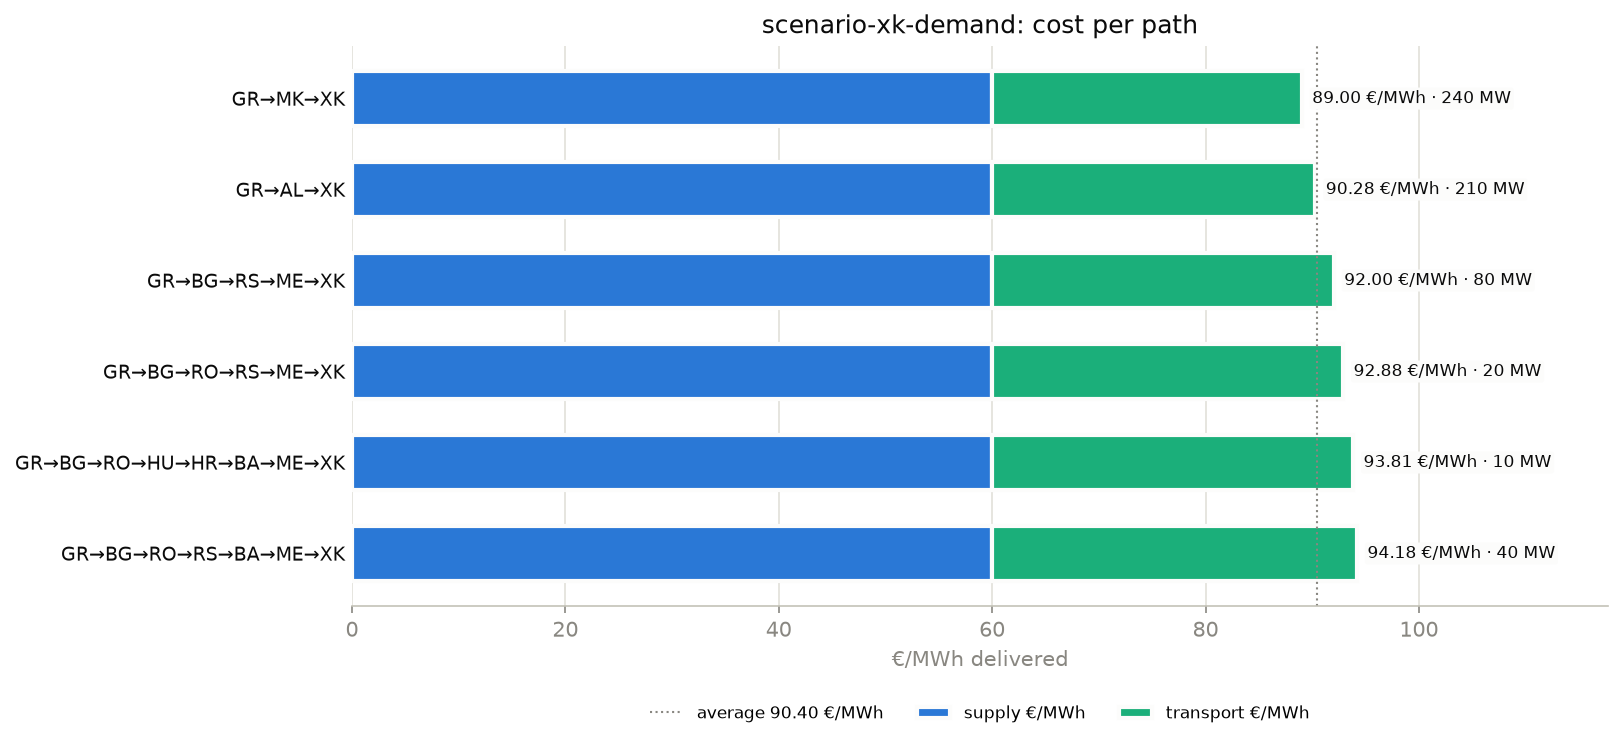 scenario-xk-demand: cost per path
GR→MK→XK
89.00 €/MWh · 240 MW
GR→AL→XK
90.28 €/MWh · 210 MW
GR→BG→RS→ME→XK
92.00 €/MWh · 80 MW
GR→BG→RO→RS→ME→XK
92.88 €/MWh · 20 MW
GR→BG→RO→HU→HR→BA→ME→XK
93.81 €/MWh · 10 MW
GR→BG→RO→RS→BA→ME→XK
94.18 €/MWh · 40 MW
0 20 40 60 80 100
€/MWh delivered
average 90.40 €/MWh supply €/MWh transport €/MWh